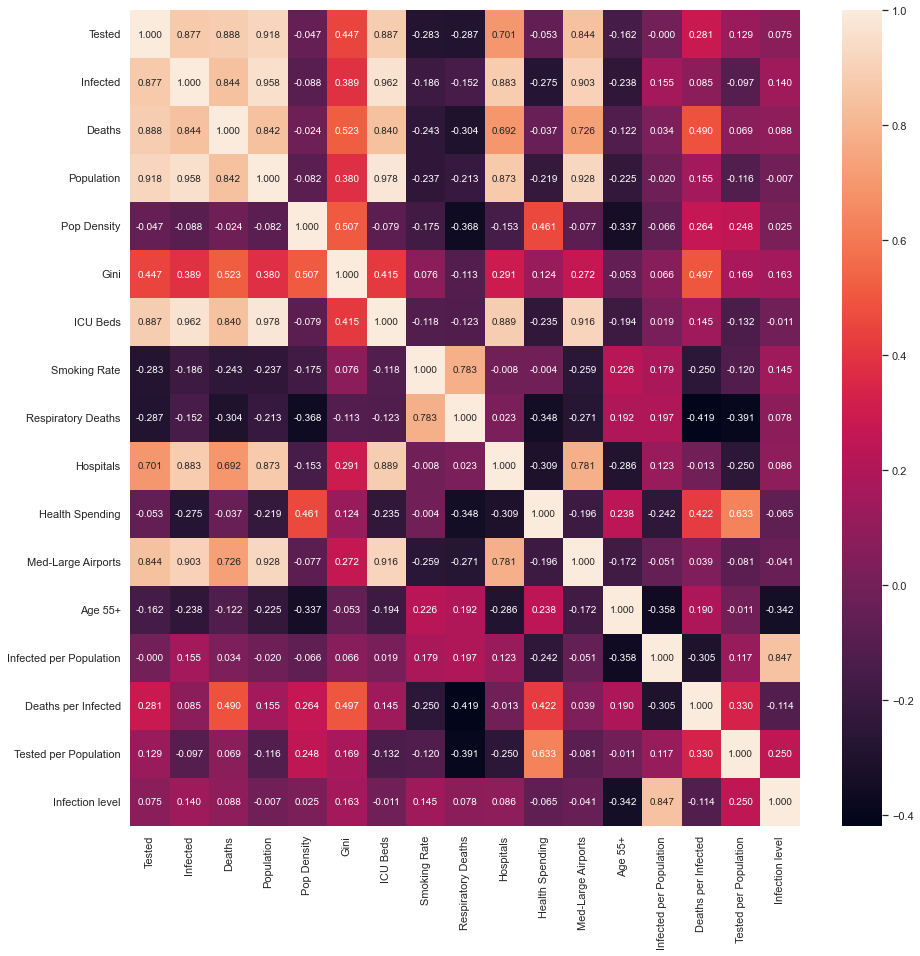 Tested 1.000 0.877 0.888 0.918 -0.047 0.447 0.887 -0.283 -0.287 0.701 -0.053 0.844 -0.162 -0.000 0.281 0.129 0.075
Infected 0.877 1.000 0.844 0.958 -0.088 0.389 0.962 -0.186 -0.152 0.883 -0.275 0.903 -0.238 0.155 0.085 -0.097 0.140
Deaths 0.888 0.844 1.000 0.842 -0.024 0.523 0.840 -0.243 -0.304 0.692 -0.037 0.726 -0.122 0.034 0.490 0.069 0.088
Population 0.918 0.958 0.842 1.000 -0.082 0.380 0.978 -0.237 -0.213 0.873 -0.219 0.928 -0.225 -0.020 0.155 -0.116 -0.007
Pop Density -0.047 -0.088 -0.024 -0.082 1.000 0.507 -0.079 -0.175 -0.368 -0.153 0.461 -0.077 -0.337 -0.066 0.264 0.248 0.025
Gini 0.447 0.389 0.523 0.380 0.507 1.000 0.415 0.076 -0.113 0.291 0.124 0.272 -0.053 0.066 0.497 0.169 0.163
ICU Beds 0.887 0.962 0.840 0.978 -0.079 0.415 1.000 -0.118 -0.123 0.889 -0.235 0.916 -0.194 0.019 0.145 -0.132 -0.011
Smoking Rate -0.283 -0.186 -0.243 -0.237 -0.175 0.076 -0.118 1.000 0.783 -0.008 -0.004 -0.259 0.226 0.179 -0.250 -0.120 0.145
Respiratory Deaths -0.287 -0.152 -0.304 -0.213 -0.368 -0.113 -0.123 0.783 1.000 0.023 -0.348 -0.271 0.192 0.197 -0.419 -0.391 0.078
Hospitals 0.701 0.883 0.692 0.873 -0.153 0.291 0.889 -0.008 0.023 1.000 -0.309 0.781 -0.286 0.123 -0.013 -0.250 0.086
Health Spending -0.053 -0.275 -0.037 -0.219 0.461 0.124 -0.235 -0.004 -0.348 -0.309 1.000 -0.196 0.238 -0.242 0.422 0.633 -0.065
Med-Large Airports 0.844 0.903 0.726 0.928 -0.077 0.272 0.916 -0.259 -0.271 0.781 -0.196 1.000 -0.172 -0.051 0.039 -0.081 -0.041
Age 55+ -0.162 -0.238 -0.122 -0.225 -0.337 -0.053 -0.194 0.226 0.192 -0.286 0.238 -0.172 1.000 -0.358 0.190 -0.011 -0.342
Infected per Population -0.000 0.155 0.034 -0.020 -0.066 0.066 0.019 0.179 0.197 0.123 -0.242 -0.051 -0.358 1.000 -0.305 0.117 0.847
Deaths per Infected 0.281 0.085 0.490 0.155 0.264 0.497 0.145 -0.250 -0.419 -0.013 0.422 0.039 0.190 -0.305 1.000 0.330 -0.114
Tested per Population 0.129 -0.097 0.069 -0.116 0.248 0.169 -0.132 -0.120 -0.391 -0.250 0.633 -0.081 -0.011 0.117 0.330 1.000 0.250
Infection level 0.075 0.140 0.088 -0.007 0.025 0.163 -0.011 0.145 0.078 0.086 -0.065 -0.041 -0.342 0.847 -0.114 0.250 1.000
Tested
Infected
Deaths
Population
Pop Density
Gini
ICU Beds
Smoking Rate
Respiratory Deaths
Hospitals
Health Spending
Med-Large Airports
Age 55+
Infected per Population
Deaths per Infected
Tested per Population
Infection level
1.0
0.8
0.6
0.4
0.2
0.0
−0.2
−0.4